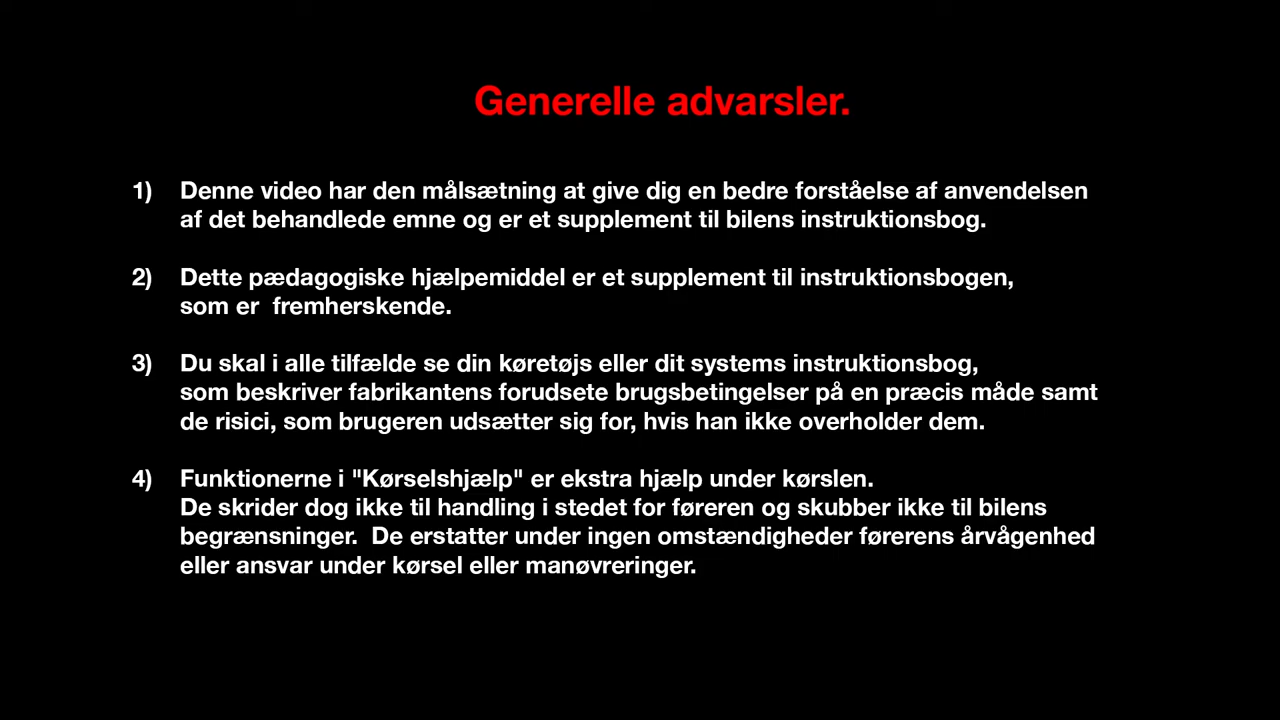 Generelle advarsler.
1) Denne video har den målsætning at give dig en bedre forståelse af anvendelsen
af det behandlede emne og er et supplement til bilens instruktionsbog.
2) Dette pædagogiske hjælpemiddel er et supplement til instruktionsbogen,
som er  fremherskende.
3) Du skal i alle tilfælde se din køretøjs eller dit systems instruktionsbog,
som beskriver fabrikantens forudsete brugsbetingelser på en præcis måde samt
de risici, som brugeren udsætter sig for, hvis han ikke overholder dem.
4) Funktionerne i "Kørselshjælp" er ekstra hjælp under kørslen.
De skrider dog ikke til handling i stedet for føreren og skubber ikke til bilens
begrænsninger.  De erstatter under ingen omstændigheder førerens årvågenhed
eller ansvar under kørsel eller manøvreringer.